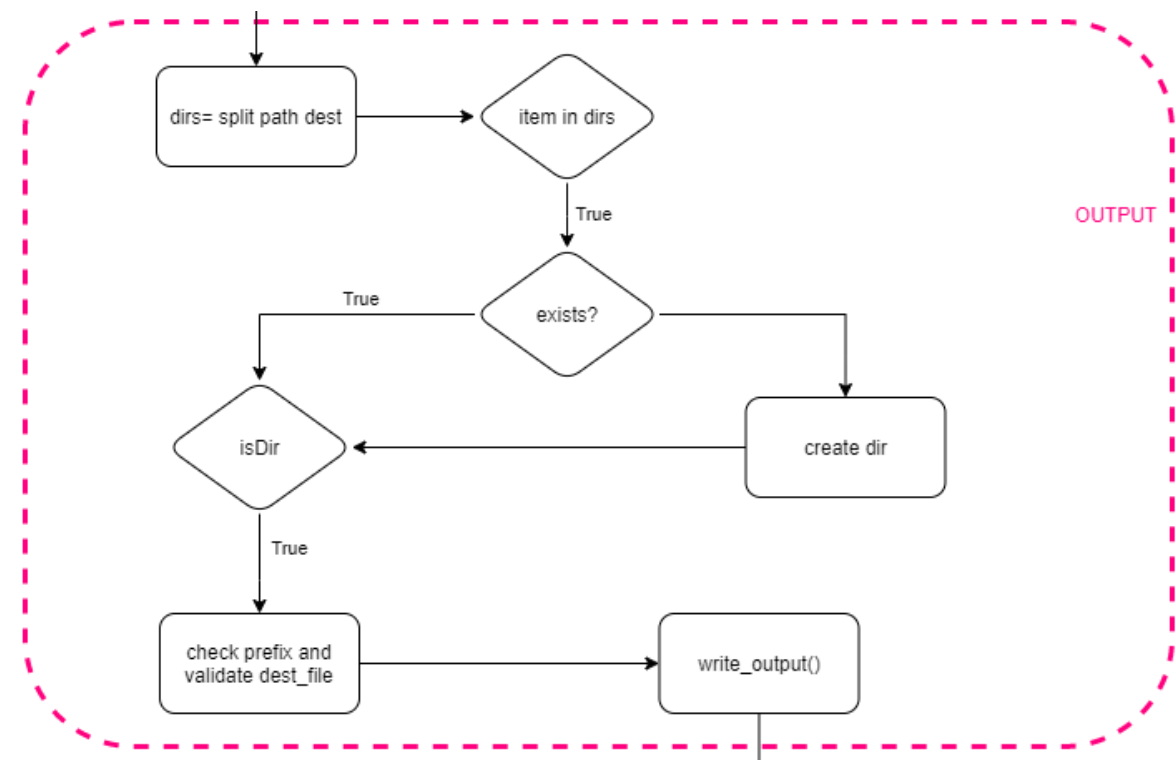 dirs= split path dest
item in dirs
True
OUTPUT
True
exists?
isDir
create dir
True
check prefix and
validate dest_file
write_output()